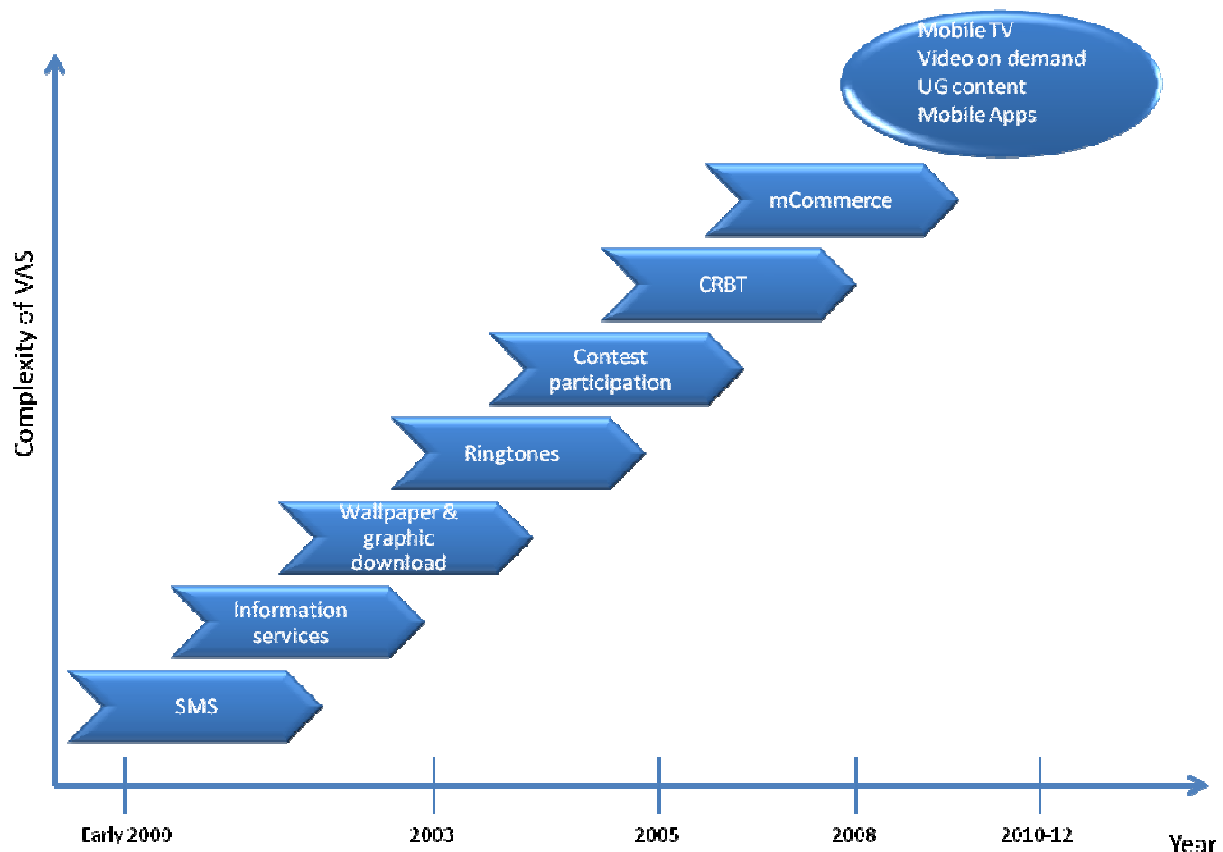 Mobile TV
Video on demand
UG content
Mobile Apps
mCommerce
CRBT
Contest
participation
Ringtones
Wallpaper &
graphic
download
Information
services
SMS
Complexity of VAS
Early 2000
2003
2005
2008
2010-12
Year